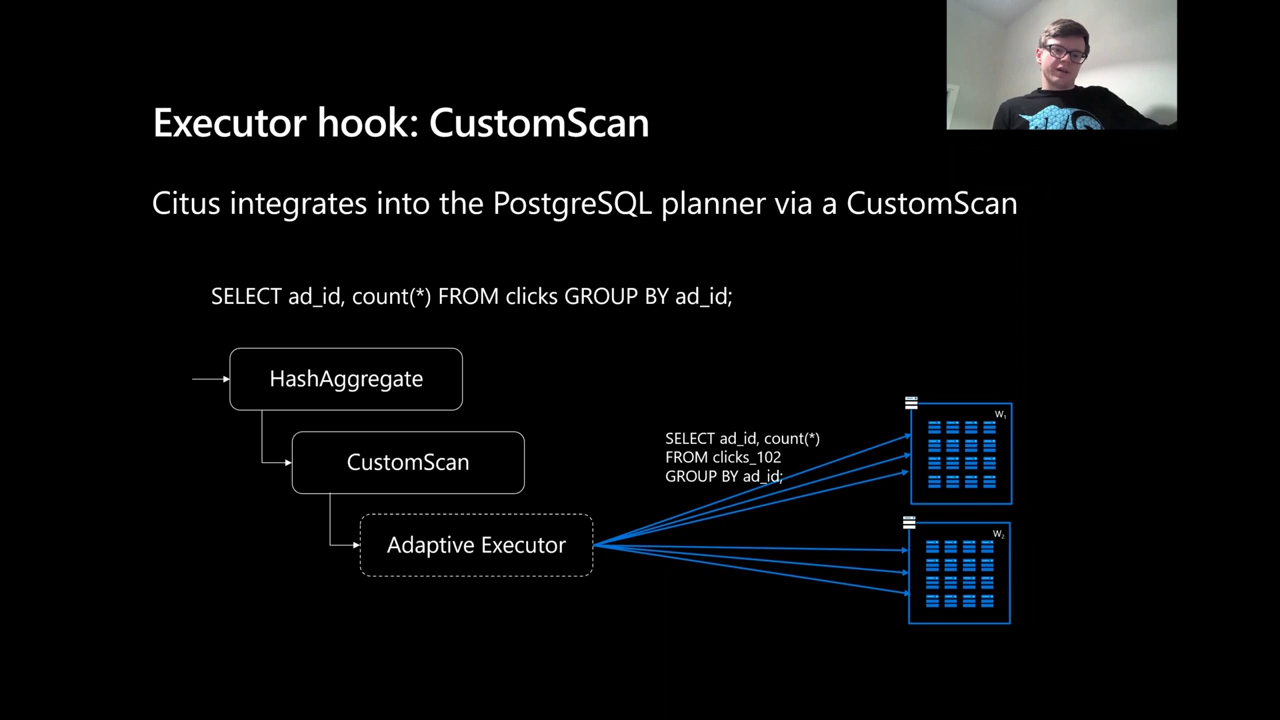 Executor hook: CustomScan
Citus integrates into the PostgreSQL planner via a CustomScan
SELECT ad_id, count(*) FROM clicks GROUP BY ad_id;
HashAggregate
CustomScan
Adaptive Executor
SELECT ad_id, count(*)
FROM clicks_102
GROUP BY ad_id;
W₁
W₂